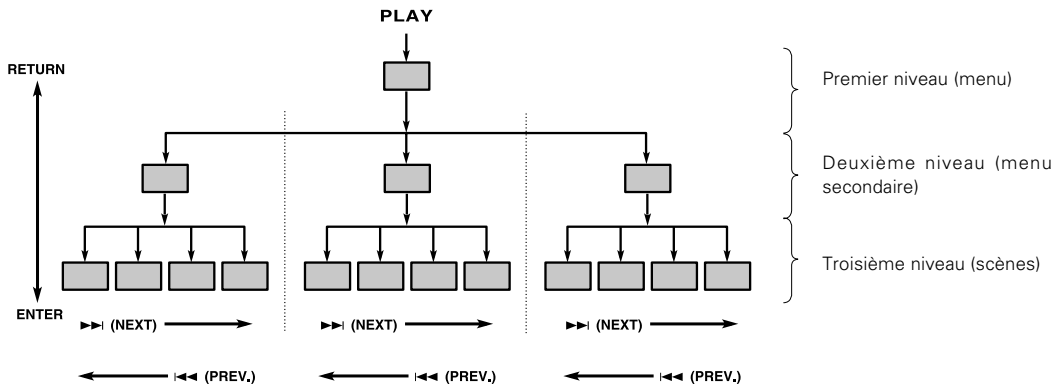 PLAY
RETURN
Premier niveau (menu)
Deuxième niveau (menu
secondaire)
Troisième niveau (scènes)
ENTER
▶▶| (NEXT)
▶▶| (NEXT)
▶▶| (NEXT)
|◀◀ (PREV.)
|◀◀ (PREV.)
|◀◀ (PREV.)